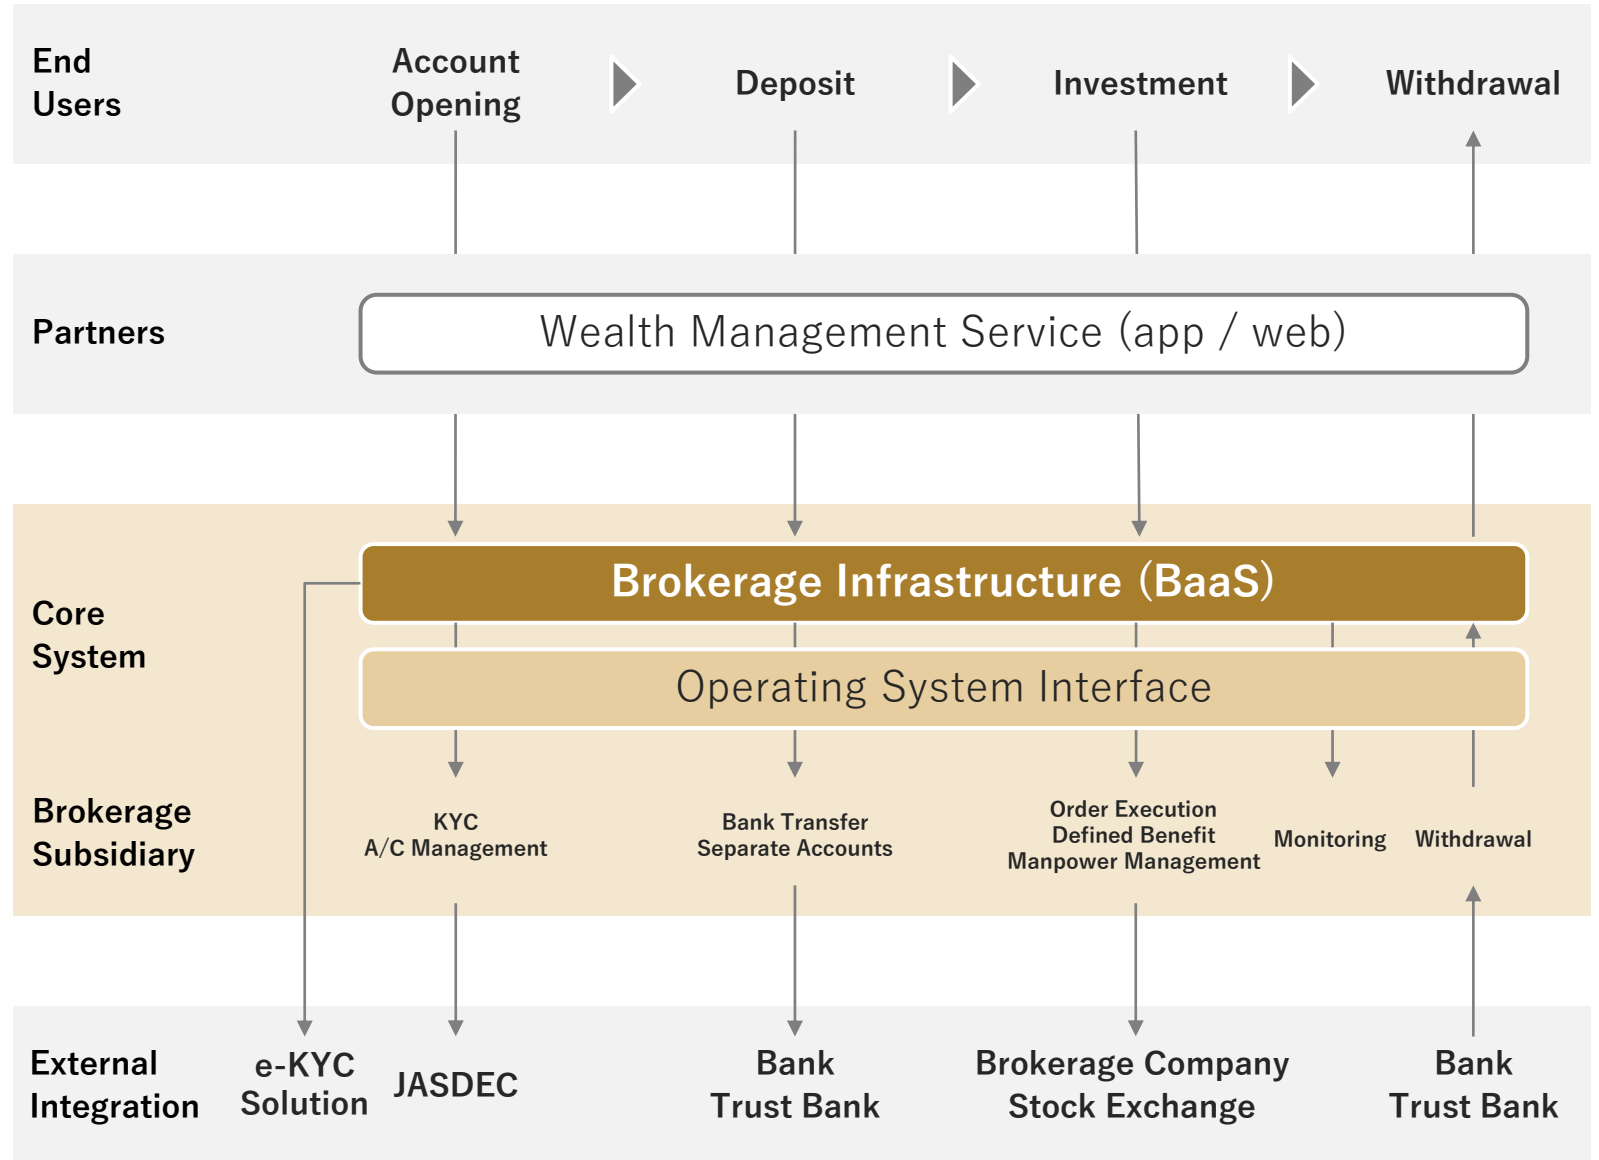 End
Users
Account
Opening
Deposit
Investment
Withdrawal
Partners
Wealth Management Service (app / web)
Core
System
Brokerage Infrastructure (BaaS)
Operating System Interface
Brokerage
Subsidiary
KYC
A/C Management
Bank Transfer
Separate Accounts
Order Execution
Defined Benefit
Manpower Management
Monitoring
Withdrawal
External
Integration
e-KYC
Solution
JASDEC
Bank
Trust Bank
Brokerage Company
Stock Exchange
Bank
Trust Bank